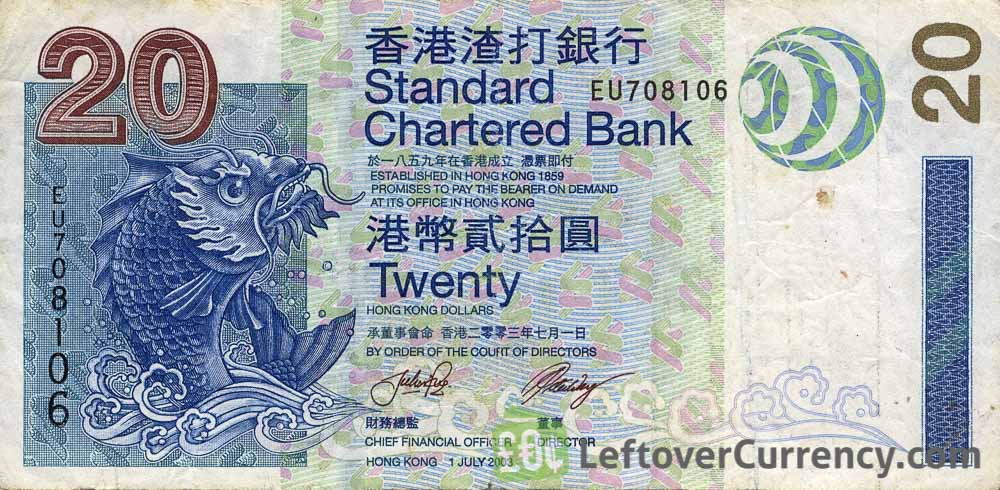 20
香港渣打銀行
Standard
Chartered Bank
EU708106
20
於一八五九年在香港成立 憑票即付
ESTABLISHED IN HONG KONG 1859
PROMISES TO PAY THE BEARER ON DEMAND
AT ITS OFFICE IN HONG KONG
EU708106
港幣貳拾圓
Twenty
HONG KONG DOLLARS
承董事會命 香港二零零三年七月一日
BY ORDER OF THE COURT OF DIRECTORS
財務總監 董事
CHIEF FINANCIAL OFFICER DIRECTOR
HONG KONG 1 JULY 2003
LeftoverCurrency.com